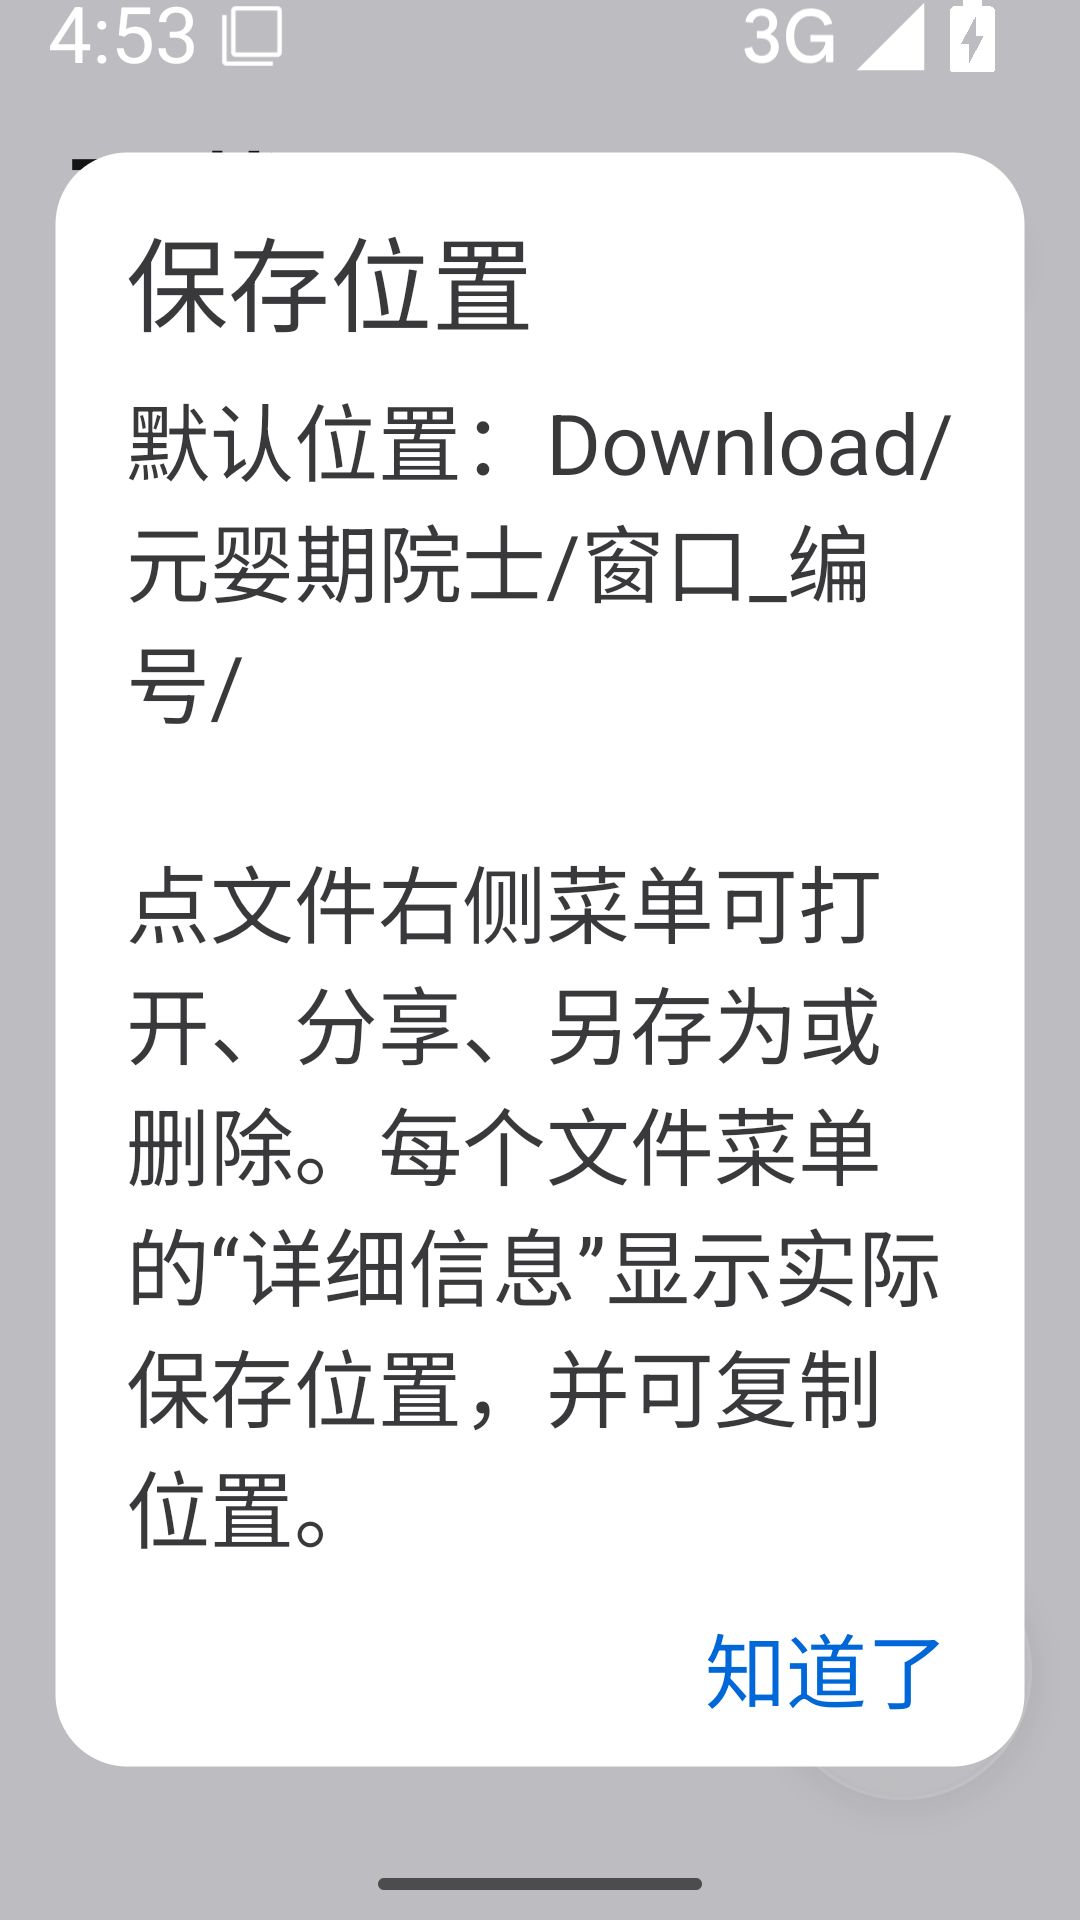 4:53
3G
保存位置
默认位置：Download/
元婴期院士/窗口_编
号/
点文件右侧菜单可打
开、分享、另存为或
删除。每个文件菜单
的“详细信息”显示实际
保存位置，并可复制
位置。
知道了